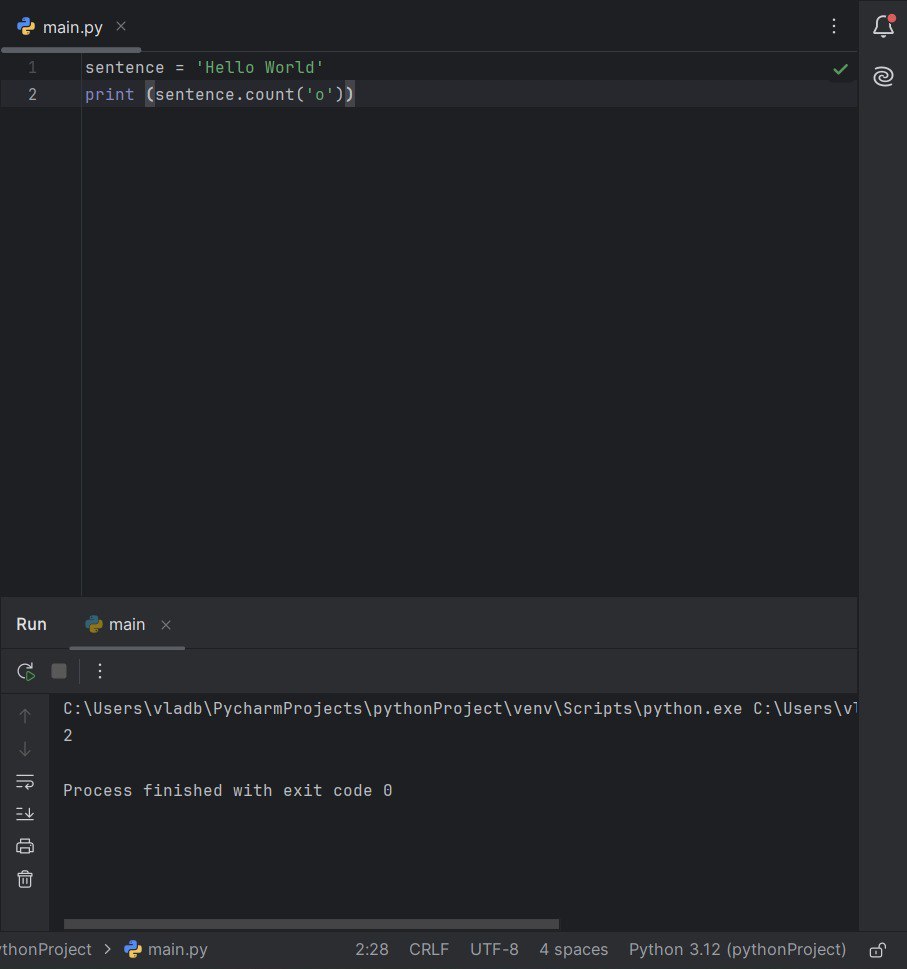 main.py
1 sentence = 'Hello World'
2 print (sentence.count('o'))
Run main
C:\Users\vladb\PycharmProjects\pythonProject\venv\Scripts\python.exe C:\Users\vl
2
Process finished with exit code 0
thonProject > main.py 2:28 CRLF UTF-8 4 spaces Python 3.12 (pythonProject)